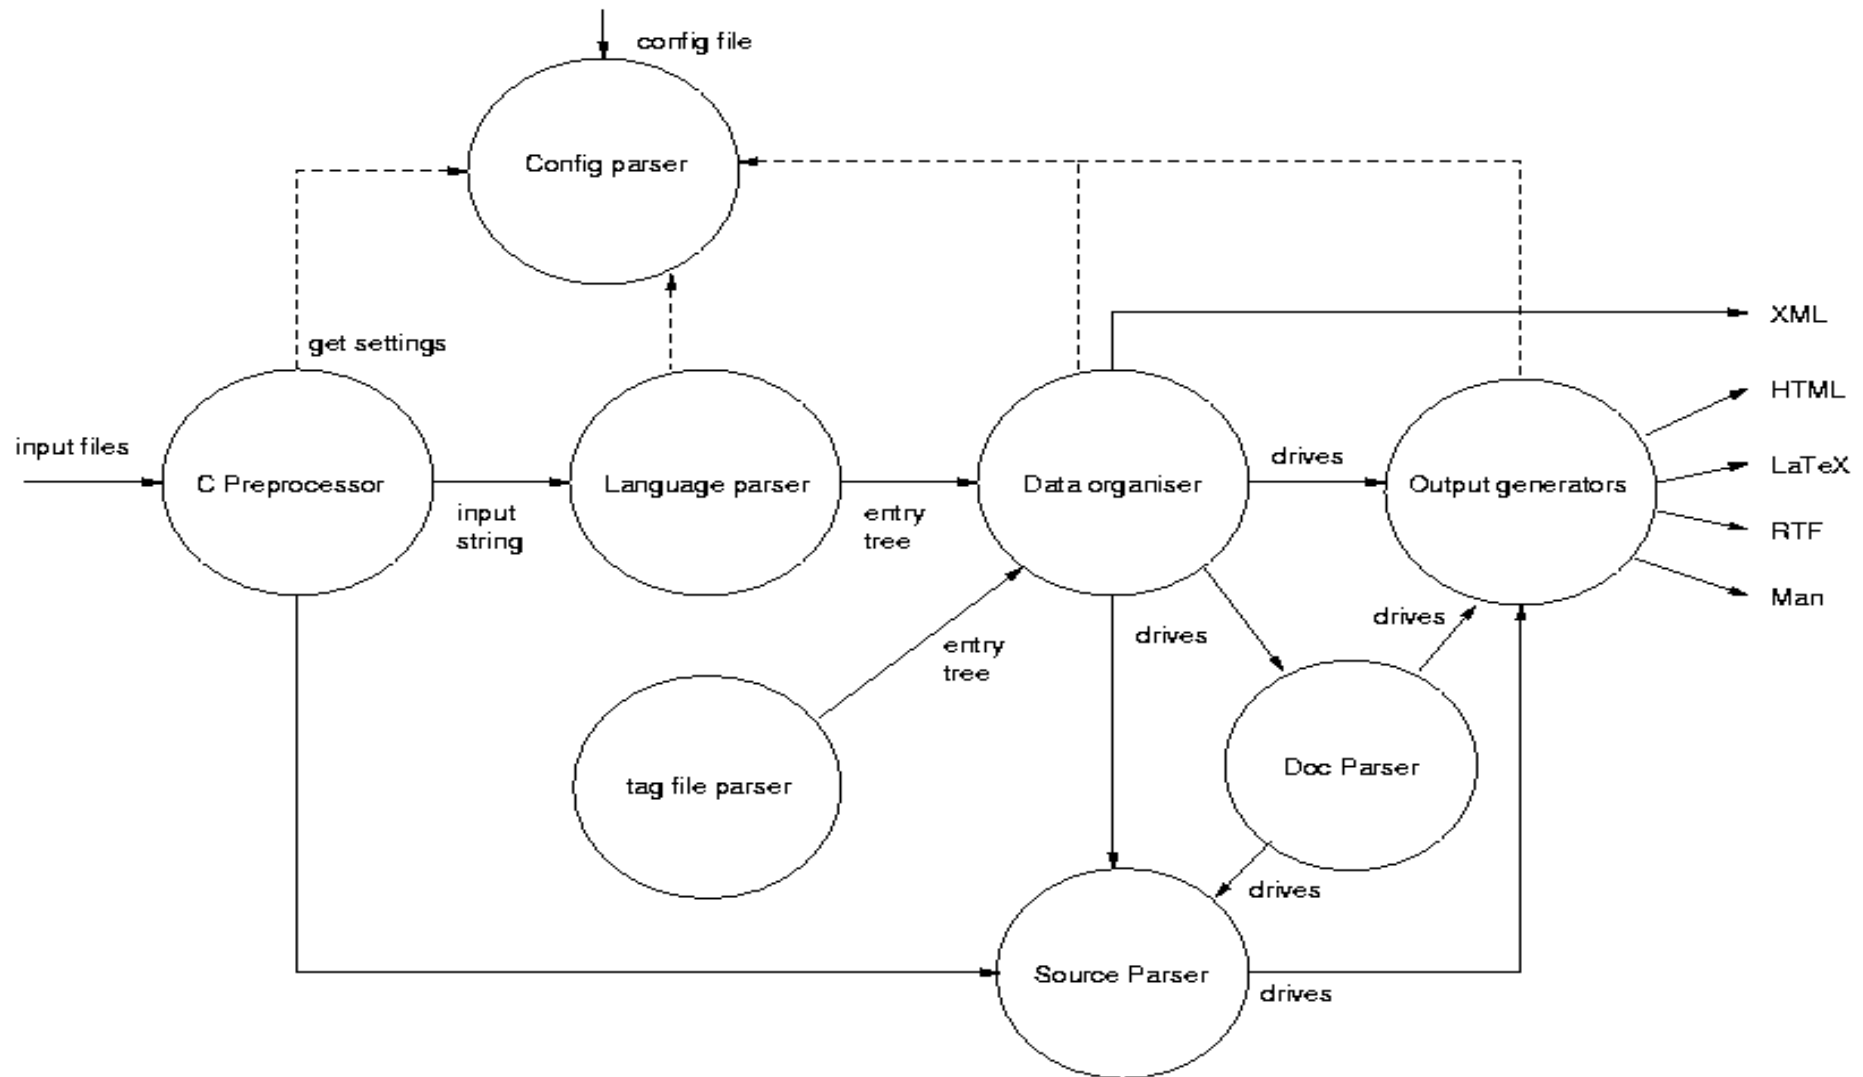 config file
Config parser
get settings
XML
HTML
input files
drives
LaTeX
C Preprocessor
Language parser
Data organiser
Output generators
input
string
entry
tree
RTF
Man
drives
drives
entry
tree
Doc Parser
tag file parser
drives
Source Parser
drives